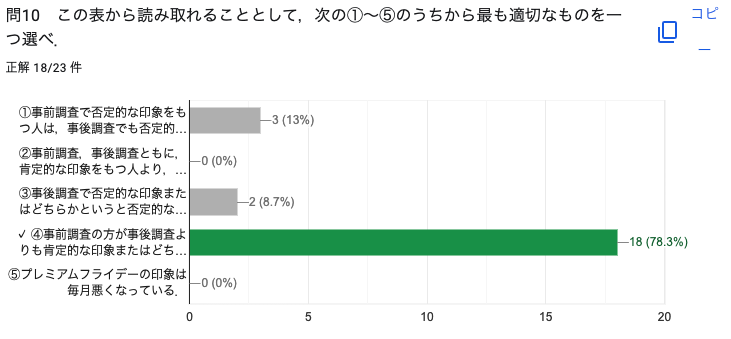 問10　この表から読み取れることとして，次の①～⑤のうちから最も適切なものを一
つ選べ．
コピ
ー
正解 18/23 件
①事前調査で否定的な印象をも
つ人は，事後調査でも否定的…
3 (13%)
②事前調査，事後調査ともに，
肯定的な印象をもつ人より，…
0 (0%)
③事後調査で否定的な印象また
はどちらかというと否定的な…
2 (8.7%)
✓ ④事前調査の方が事後調査よ
りも肯定的な印象またはどち…
18 (78.3%)
⑤プレミアムフライデーの印象は
毎月悪くなっている．
0 (0%)
0 5 10 15 20